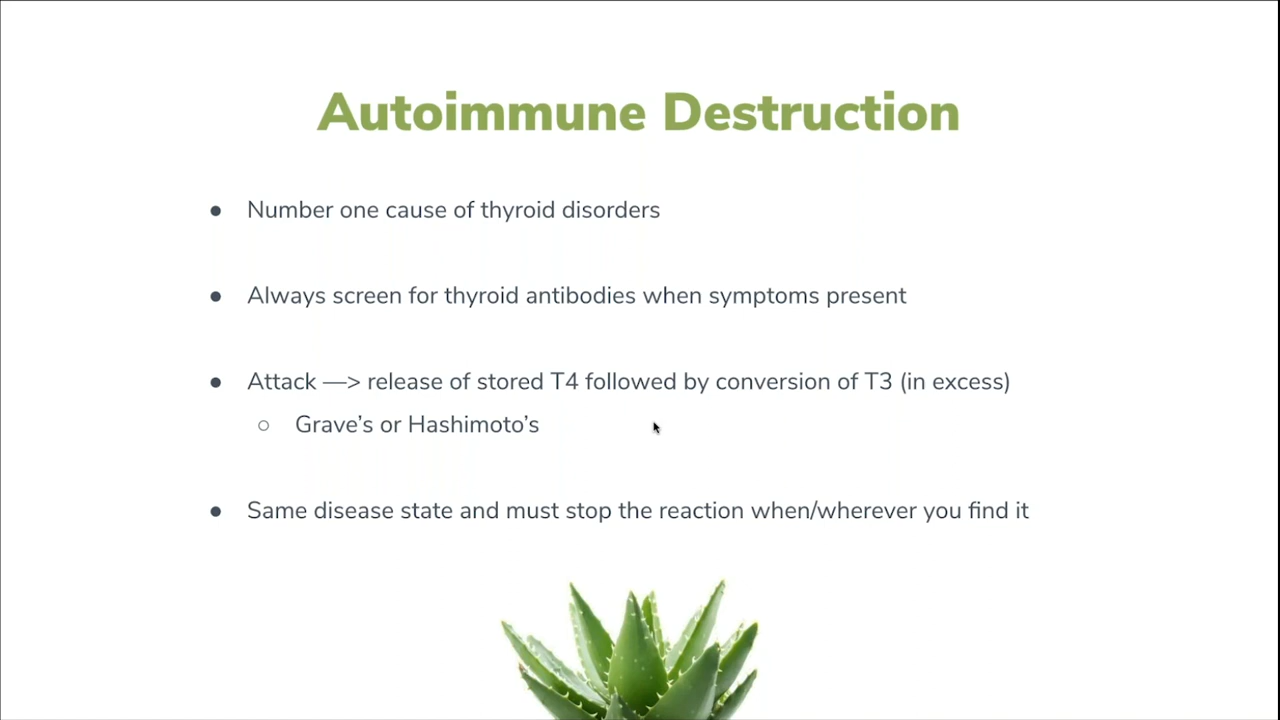 Autoimmune Destruction
● Number one cause of thyroid disorders
● Always screen for thyroid antibodies when symptoms present
● Attack —> release of stored T4 followed by conversion of T3 (in excess)
○ Grave’s or Hashimoto’s
● Same disease state and must stop the reaction when/wherever you find it